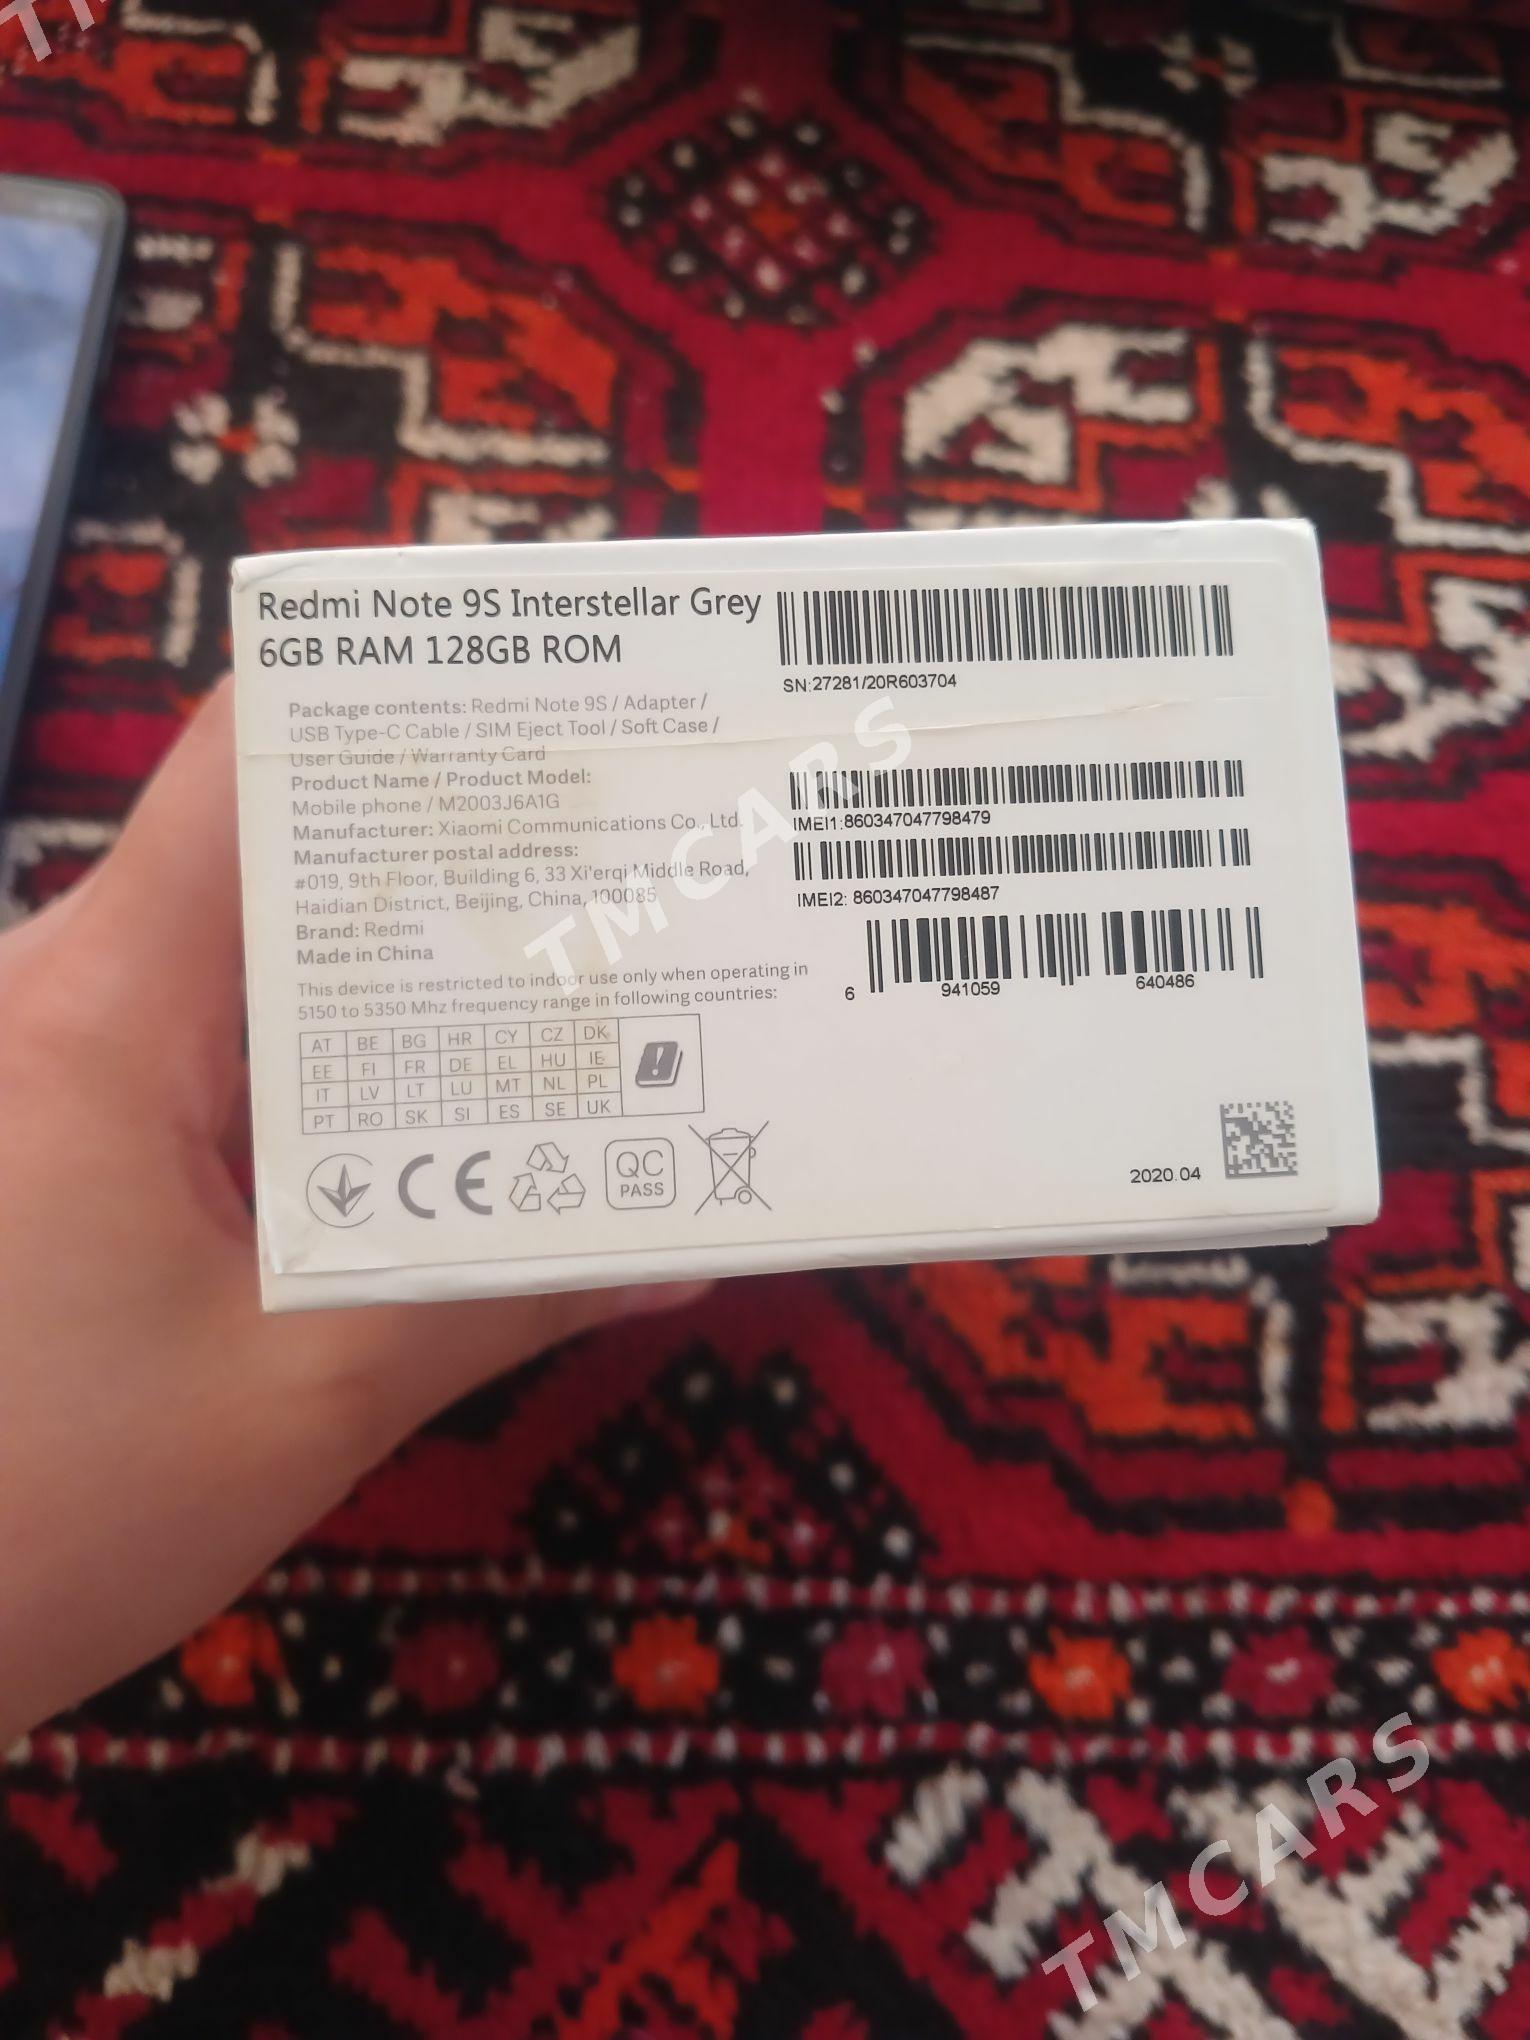 Redmi Note 9S Interstellar Grey
6GB RAM 128GB ROM
Package contents: Redmi Note 9S / Adapter /
USB Type-C Cable / SIM Eject Tool / Soft Case /
User Guide / Warranty Card
Product Name / Product Model:
Mobile phone / M2003J6A1G
Manufacturer: Xiaomi Communications Co., Ltd.
Manufacturer postal address:
#019, 9th Floor, Building 6, 33 Xi'erqi Middle Road,
Haidian District, Beijing, China, 100085
Brand: Redmi
Made in China
This device is restricted to indoor use only when operating in
5150 to 5350 Mhz frequency range in following countries:
AT BE BG HR CY CZ DK
EE FI FR DE EL HU IE
IT LV LT LU MT NL PL
PT RO SK SI ES SE UK
CE
QC
PASS
SN:27281/20R603704
IMEI1:860347047798479
IMEI2: 860347047798487
6 941059 640486
2020.04
TMCARS
TMCARS